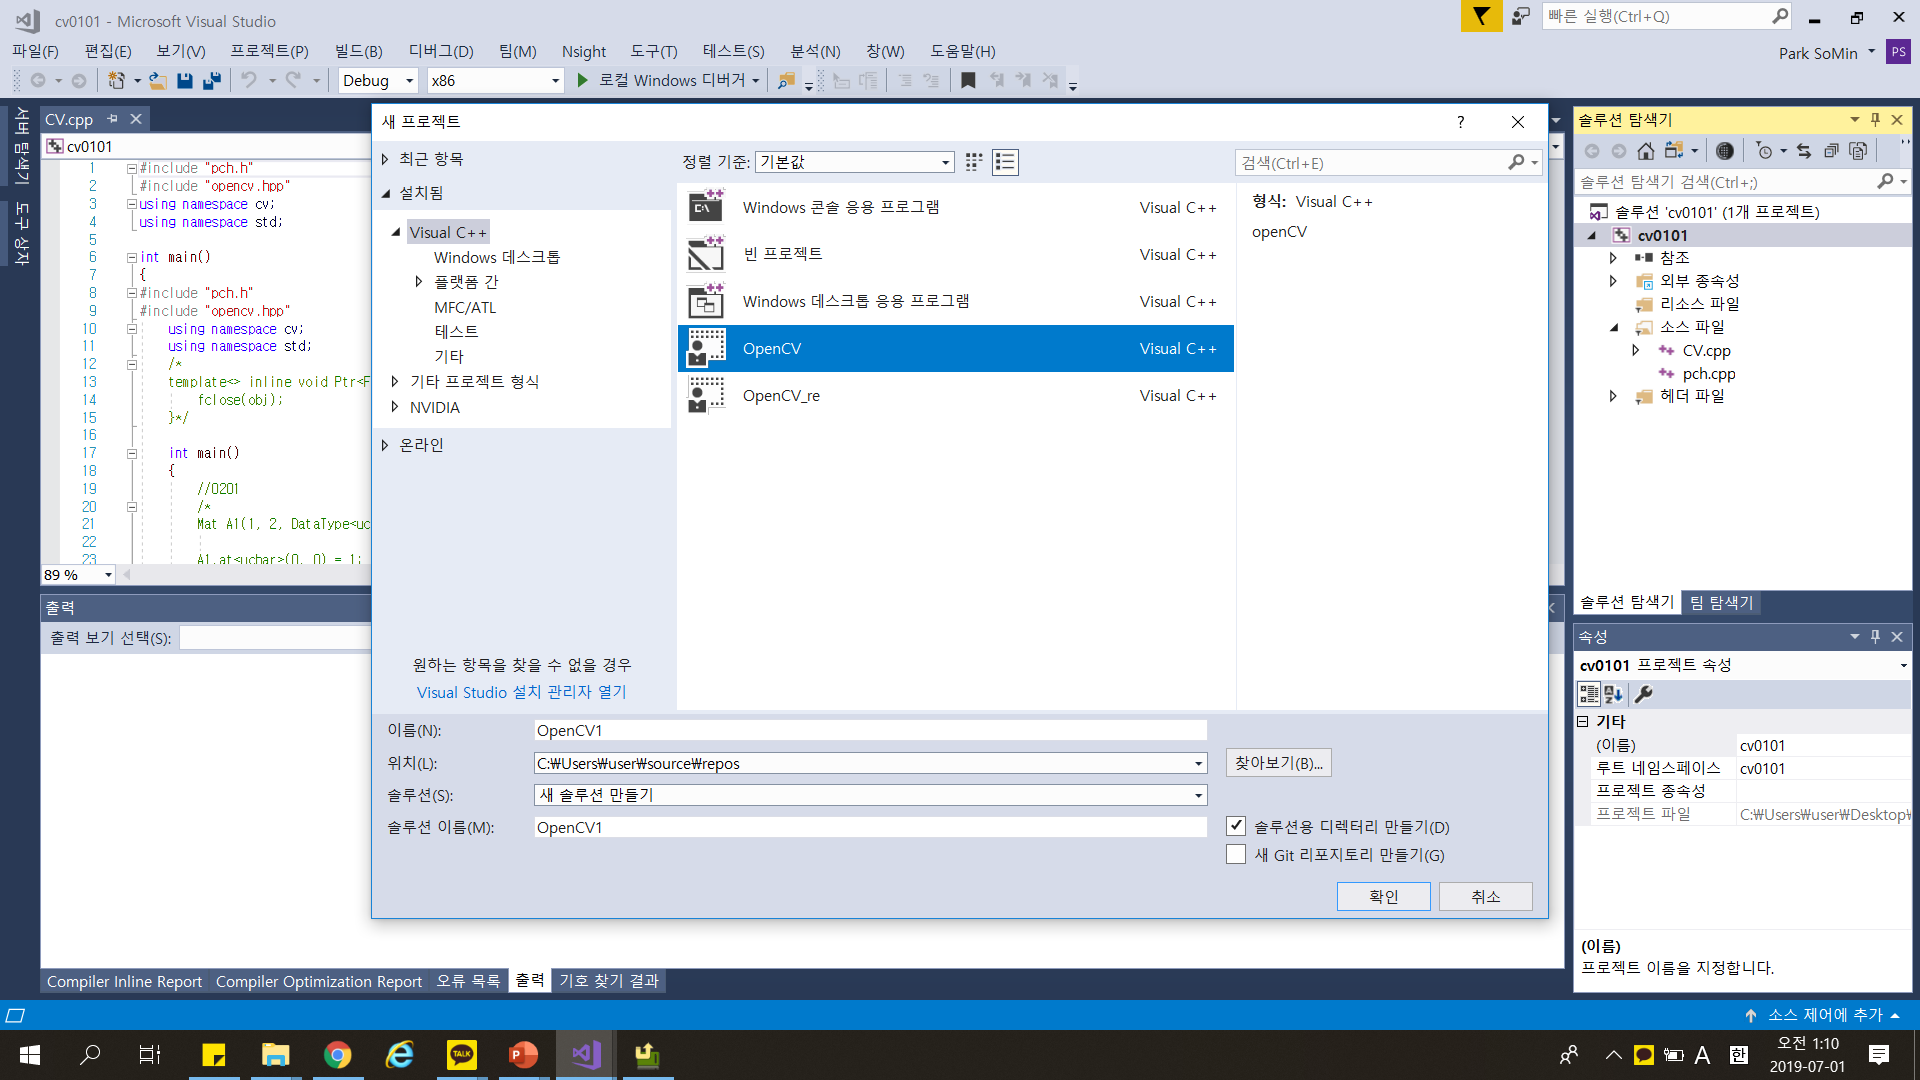 cv0101 - Microsoft Visual Studio
빠른 실행(Ctrl+Q)
파일(F) 편집(E) 보기(V) 프로젝트(P) 빌드(B) 디버그(D) 팀(M) Nsight 도구(T) 테스트(S) 분석(N) 창(W) 도움말(H)
Park SoMin PS
Debug x86 로컬 Windows 디버거
서버 탐색기
도구 상자
CV.cpp
cv0101
1 #include "pch.h"
2 #include "opencv.hpp"
3 using namespace cv;
4 using namespace std;
5
6 int main()
7 {
8 #include "pch.h"
9 #include "opencv.hpp"
10 using namespace cv;
11 using namespace std;
12 /*
13 template<> inline void Ptr<F
14 fclose(obj);
15 }*/
16
17 int main()
18 {
19 //0201
20 /*
21 Mat A1(1, 2, DataType<uc
22
23 A1.at<uchar>(0, 0) = 1;
89 %
출력
출력 보기 선택(S):
새 프로젝트
?
최근 항목
설치됨
Visual C++
Windows 데스크톱
플랫폼 간
MFC/ATL
테스트
기타
기타 프로젝트 형식
NVIDIA
온라인
원하는 항목을 찾을 수 없을 경우
Visual Studio 설치 관리자 열기
정렬 기준: 기본값
검색(Ctrl+E)
Windows 콘솔 응용 프로그램 Visual C++
빈 프로젝트 Visual C++
Windows 데스크톱 응용 프로그램 Visual C++
OpenCV Visual C++
OpenCV_re Visual C++
형식: Visual C++
openCV
이름(N): OpenCV1
위치(L): C:₩Users₩user₩source₩repos 찾아보기(B)...
솔루션(S): 새 솔루션 만들기
솔루션 이름(M): OpenCV1
솔루션용 디렉터리 만들기(D)
새 Git 리포지토리 만들기(G)
확인 취소
솔루션 탐색기
솔루션 탐색기 검색(Ctrl+;)
솔루션 'cv0101' (1개 프로젝트)
cv0101
참조
외부 종속성
리소스 파일
소스 파일
CV.cpp
pch.cpp
헤더 파일
솔루션 탐색기 팀 탐색기
속성
cv0101 프로젝트 속성
기타
(이름) cv0101
루트 네임스페이스 cv0101
프로젝트 종속성
프로젝트 파일 C:₩Users₩user₩Desktop₩
(이름)
프로젝트 이름을 지정합니다.
Compiler Inline Report Compiler Optimization Report 오류 목록 출력 기호 찾기 결과
소스 제어에 추가
TALK
A 한
오전 1:10
2019-07-01